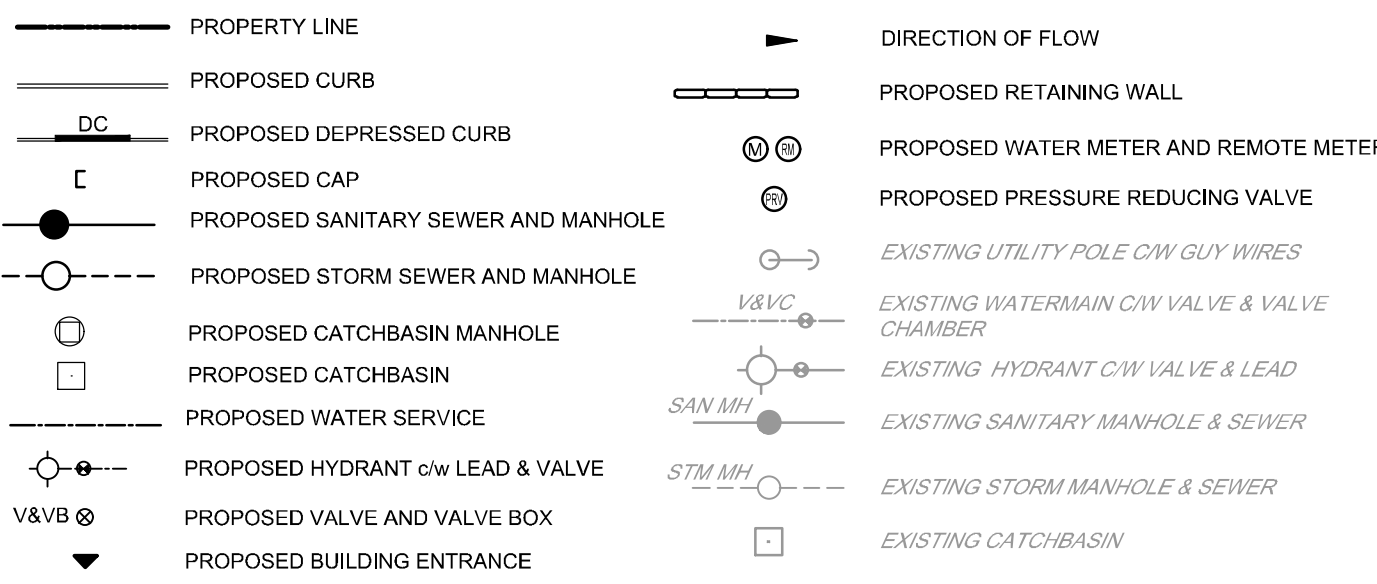 PROPERTY LINE
PROPOSED CURB
DC
PROPOSED DEPRESSED CURB
PROPOSED CAP
PROPOSED SANITARY SEWER AND MANHOLE
PROPOSED STORM SEWER AND MANHOLE
PROPOSED CATCHBASIN MANHOLE
PROPOSED CATCHBASIN
PROPOSED WATER SERVICE
PROPOSED HYDRANT c/w LEAD & VALVE
V&VB PROPOSED VALVE AND VALVE BOX
PROPOSED BUILDING ENTRANCE
DIRECTION OF FLOW
PROPOSED RETAINING WALL
M RM PROPOSED WATER METER AND REMOTE METER
PRV PROPOSED PRESSURE REDUCING VALVE
EXISTING UTILITY POLE C/W GUY WIRES
V&VC EXISTING WATERMAIN C/W VALVE & VALVE
CHAMBER
EXISTING HYDRANT C/W VALVE & LEAD
SAN MH EXISTING SANITARY MANHOLE & SEWER
STM MH EXISTING STORM MANHOLE & SEWER
EXISTING CATCHBASIN